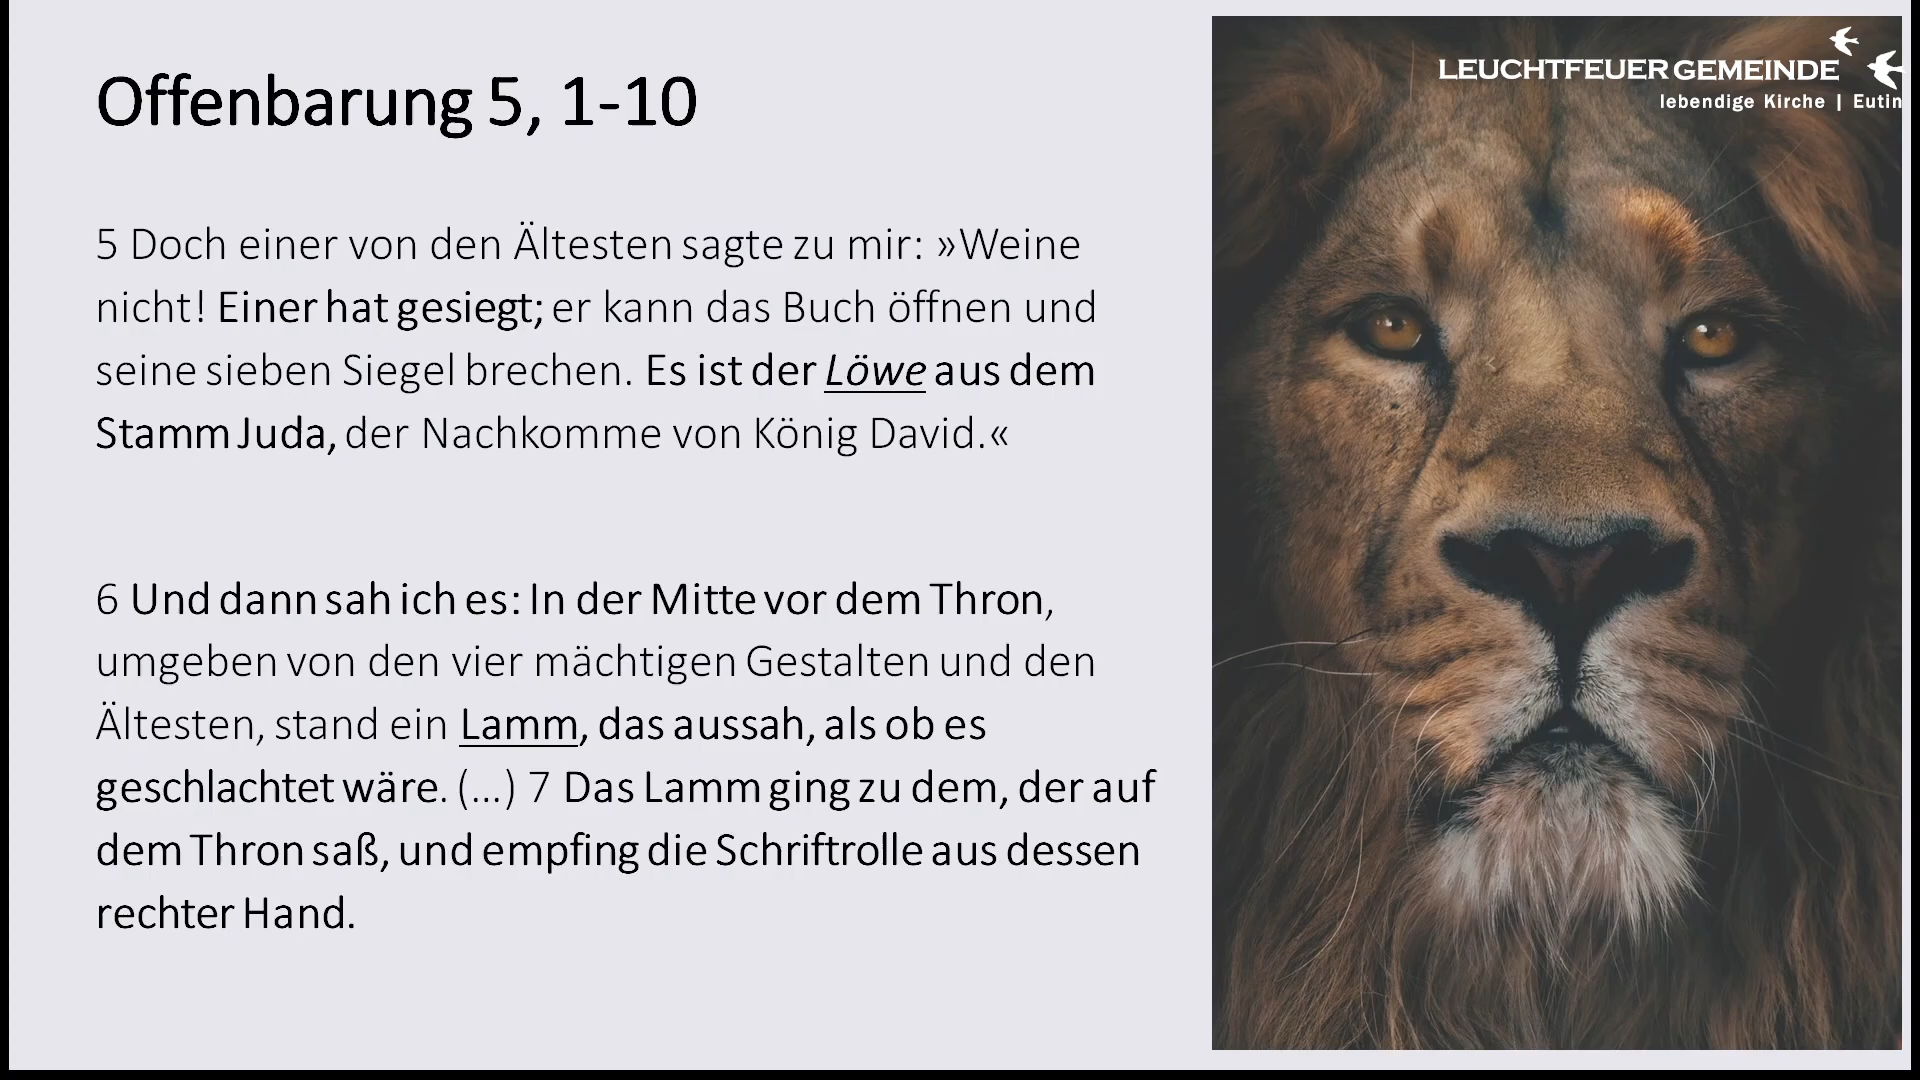 Offenbarung 5, 1-10
5 Doch einer von den Ältesten sagte zu mir: »Weine
nicht! Einer hat gesiegt; er kann das Buch öffnen und
seine sieben Siegel brechen. Es ist der Löwe aus dem
Stamm Juda, der Nachkomme von König David.«
6 Und dann sah ich es: In der Mitte vor dem Thron,
umgeben von den vier mächtigen Gestalten und den
Ältesten, stand ein Lamm, das aussah, als ob es
geschlachtet wäre. (...) 7 Das Lamm ging zu dem, der auf
dem Thron saß, und empfing die Schriftrolle aus dessen
rechter Hand.
LEUCHTFEUER GEMEINDE
lebendige Kirche | Eutin